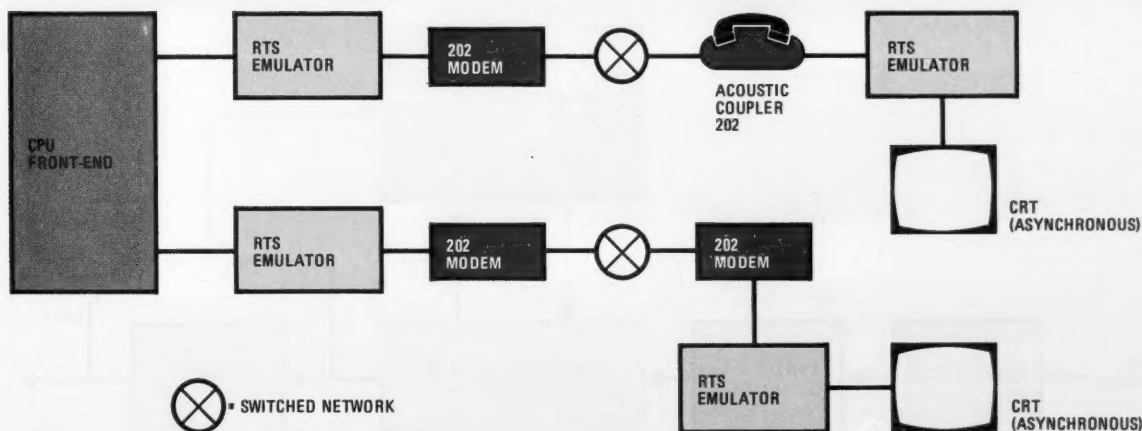 RTS
EMULATOR
202
MODEM
ACOUSTIC
COUPLER
202
RTS
EMULATOR
CPU
FRONT-END
CRT
(ASYNCHRONOUS)
RTS
EMULATOR
202
MODEM
202
MODEM
RTS
EMULATOR
CRT
(ASYNCHRONOUS)
= SWITCHED NETWORK